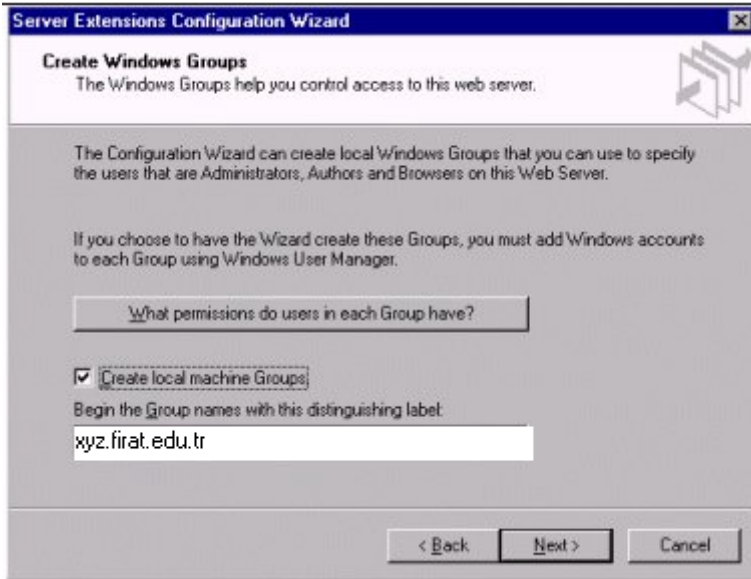 Server Extensions Configuration Wizard
Create Windows Groups
The Windows Groups help you control access to this web server.
The Configuration Wizard can create local Windows Groups that you can use to specify
the users that are Administrators, Authors and Browsers on this Web Server.
If you choose to have the Wizard create these Groups, you must add Windows accounts
to each Group using Windows User Manager.
What permissions do users in each Group have?
Create local machine Groups
Begin the Group names with this distinguishing label:
xyz.firat.edu.tr
< Back
Next >
Cancel